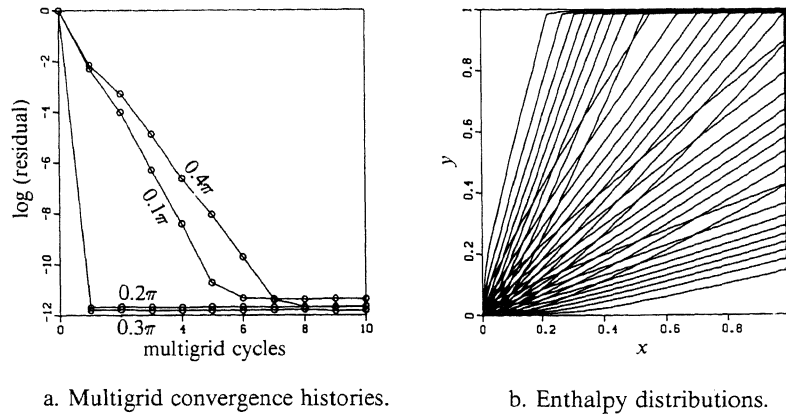 0
-2
-4
-6
-8
-10
-12
log (residual)
0.4π
0.1π
0.2π
0.3π
0 2 4 6 8 10
multigrid cycles
a. Multigrid convergence histories.
1
0.8
0.6
0.4
0.2
0
y
0 0.2 0.4 0.6 0.8
x
b. Enthalpy distributions.